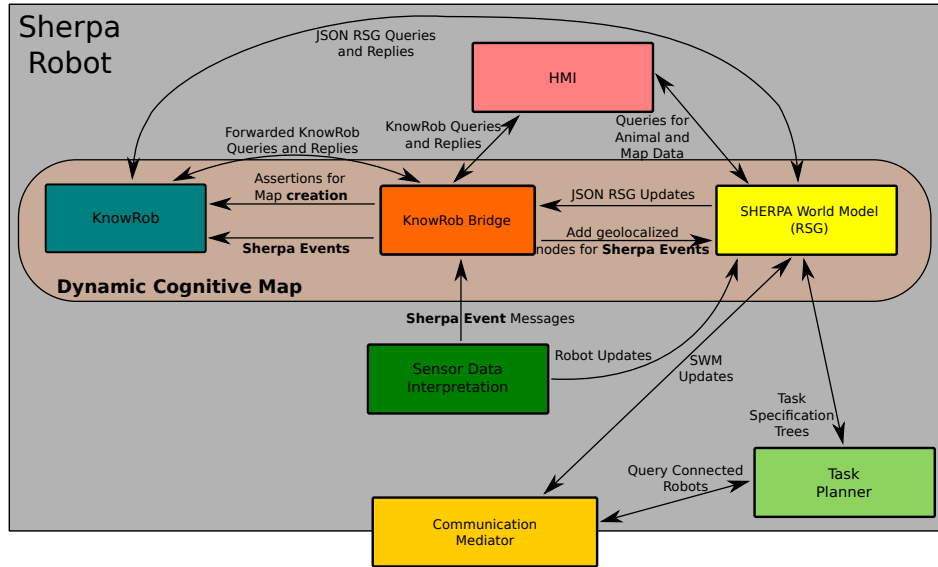 Sherpa
Robot
JSON RSG Queries
and Replies
HMI
Forwarded KnowRob
Queries and Replies
KnowRob Queries
and Replies
Queries for
Animal and
Map Data
Assertions for
Map creation
KnowRob
Sherpa Events
KnowRob Bridge
JSON RSG Updates
Add geolocalized
nodes for Sherpa Events
SHERPA World Model
(RSG)
Dynamic Cognitive Map
Sherpa Event Messages
Sensor Data
Interpretation
Robot Updates
SWM
Updates
Task
Specification
Trees
Query Connected
Robots
Task
Planner
Communication
Mediator